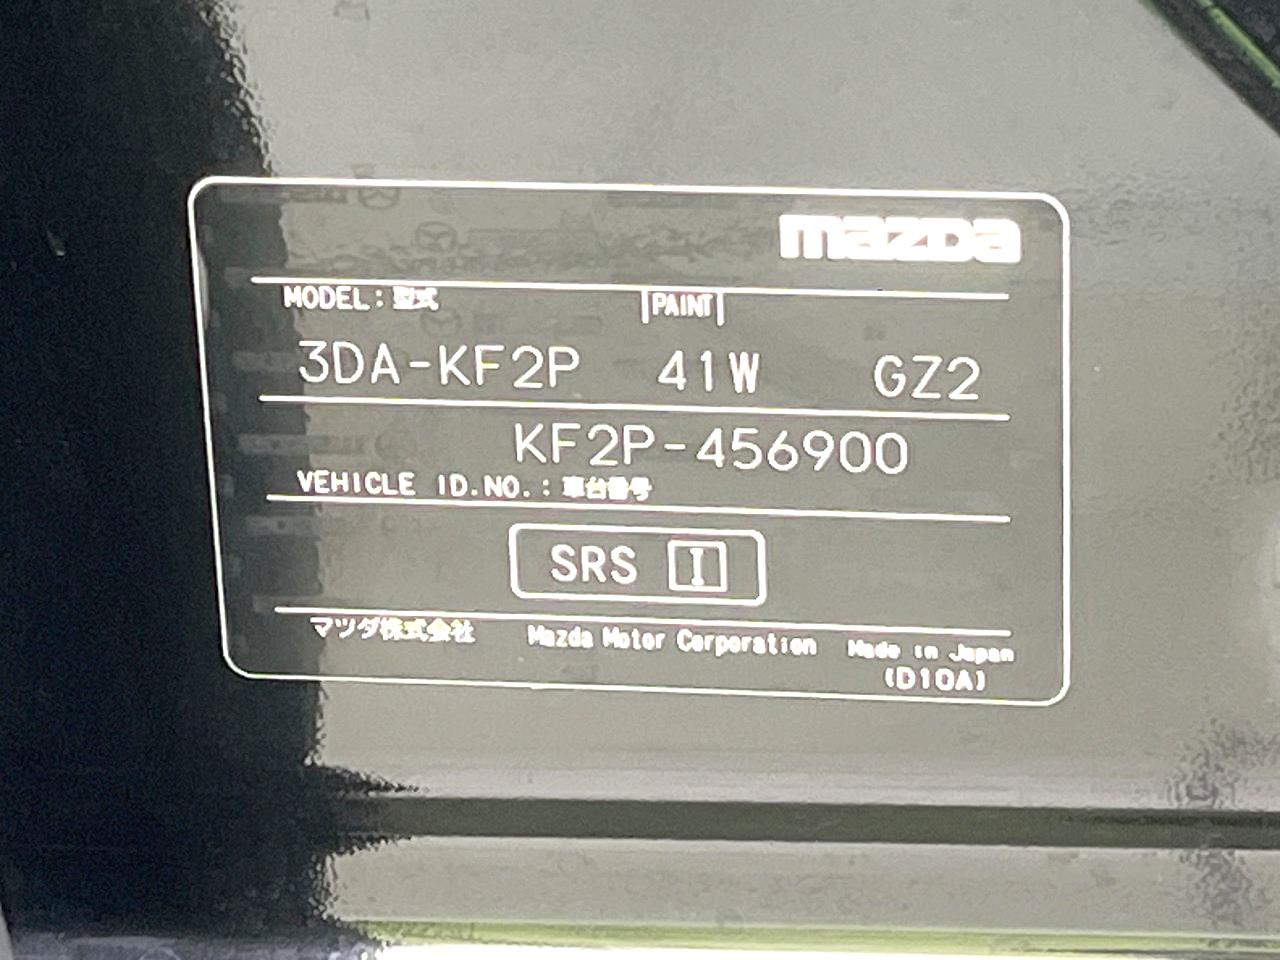 mazda
MODEL：型式 PAINT
3DA-KF2P 41W GZ2
KF2P-456900
VEHICLE ID.NO.：車台番号
SRS I
マツダ株式会社 Mazda Motor Corporation Made in Japan
(D10A)